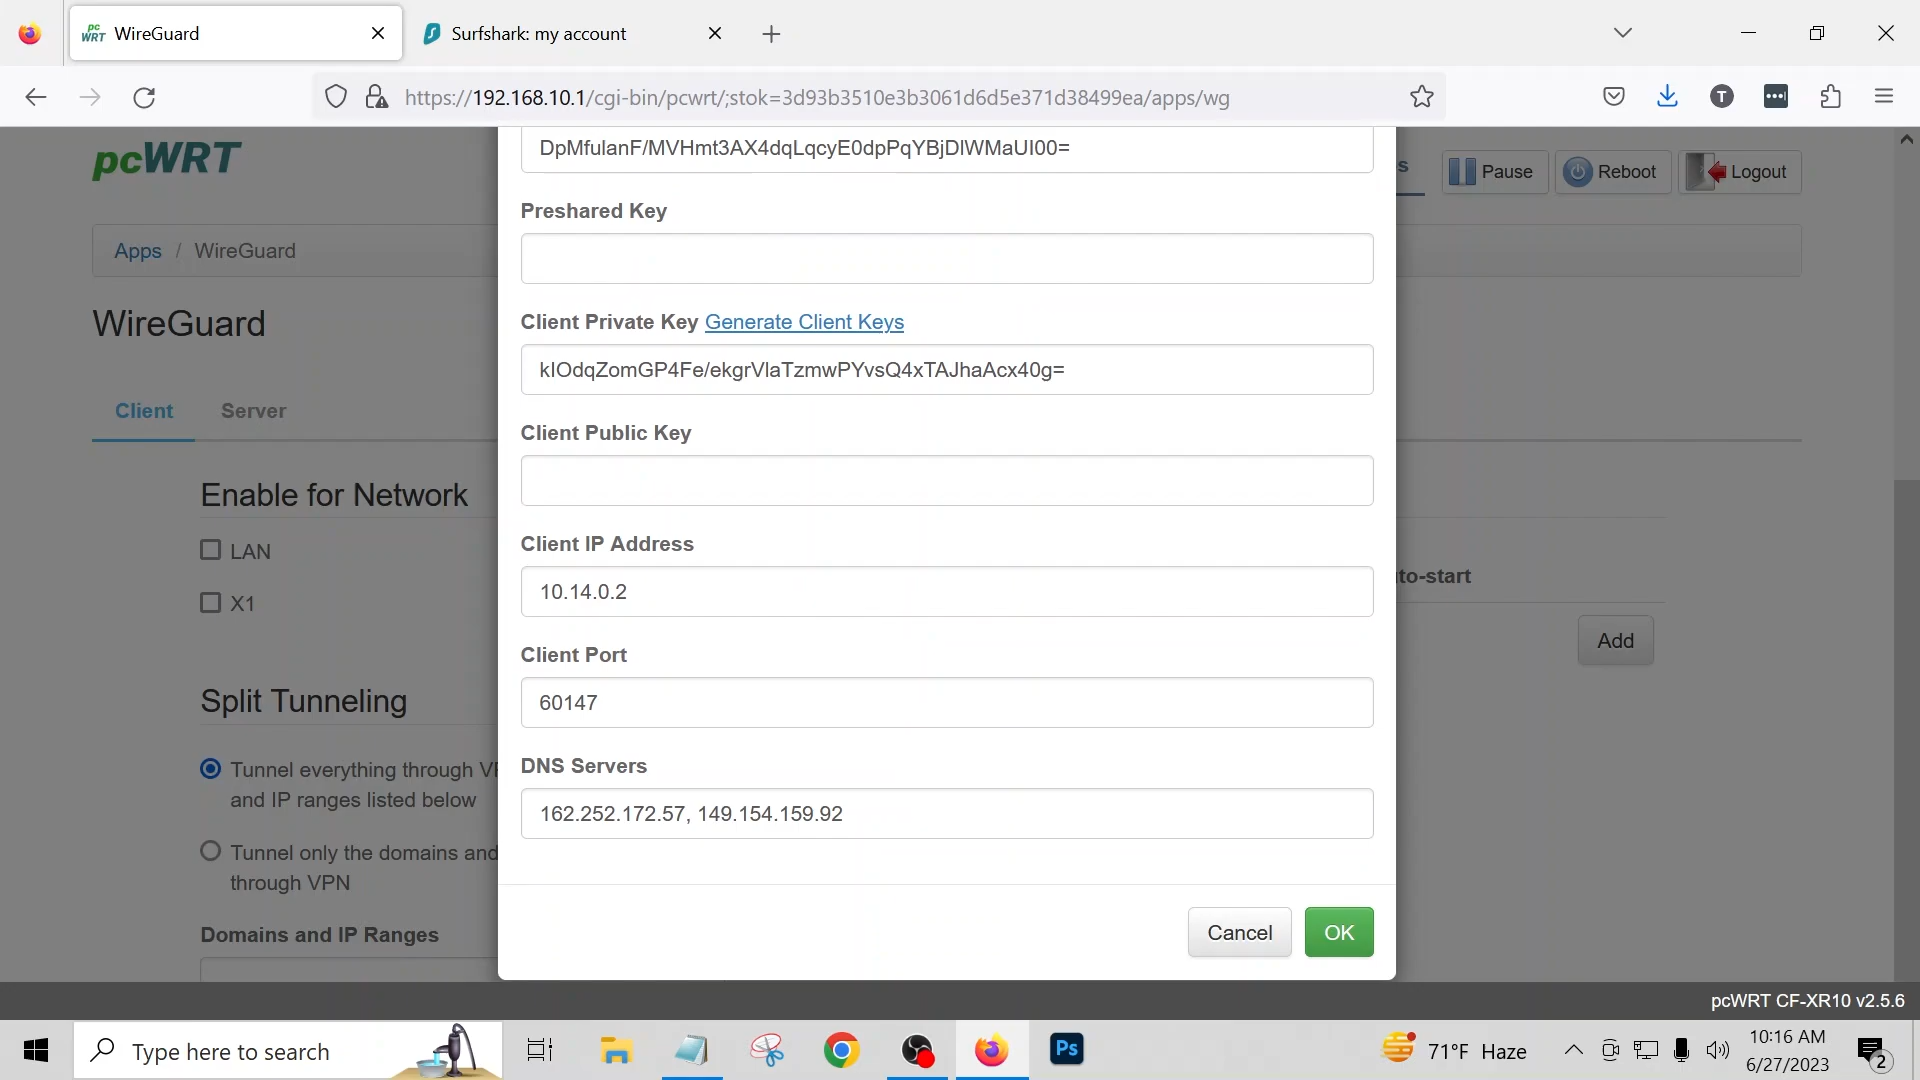 pc WRT WireGuard
Surfshark: my account
https://192.168.10.1/cgi-bin/pcwrt/;stok=3d93b3510e3b3061d6d5e371d38499ea/apps/wg
T
pcWRT
s
Pause
Reboot
Logout
DpMfulanF/MVHmt3AX4dqLqcyE0dpPqYBjDlWMaUI00=
Preshared Key
Apps / WireGuard
WireGuard
Client Private Key Generate Client Keys
kIOdqZomGP4Fe/ekgrVlaTzmwPYvsQ4xTAJhaAcx40g=
Client
Server
Client Public Key
Enable for Network
LAN
X1
Client IP Address
10.14.0.2
to-start
Add
Client Port
60147
Split Tunneling
Tunnel everything through VP
and IP ranges listed below
Tunnel only the domains and
through VPN
DNS Servers
162.252.172.57, 149.154.159.92
Domains and IP Ranges
Cancel
OK
pcWRT CF-XR10 v2.5.6
Type here to search
Ps
71°F Haze
10:16 AM
6/27/2023
2